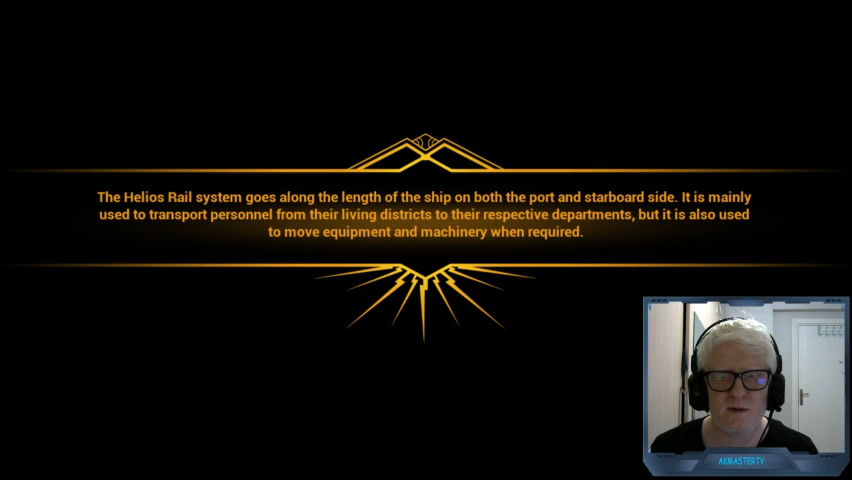 The Helios Rail system goes along the length of the ship on both the port and starboard side. It is mainly
used to transport personnel from their living districts to their respective departments, but it is also used
to move equipment and machinery when required.
AKMASTERTV